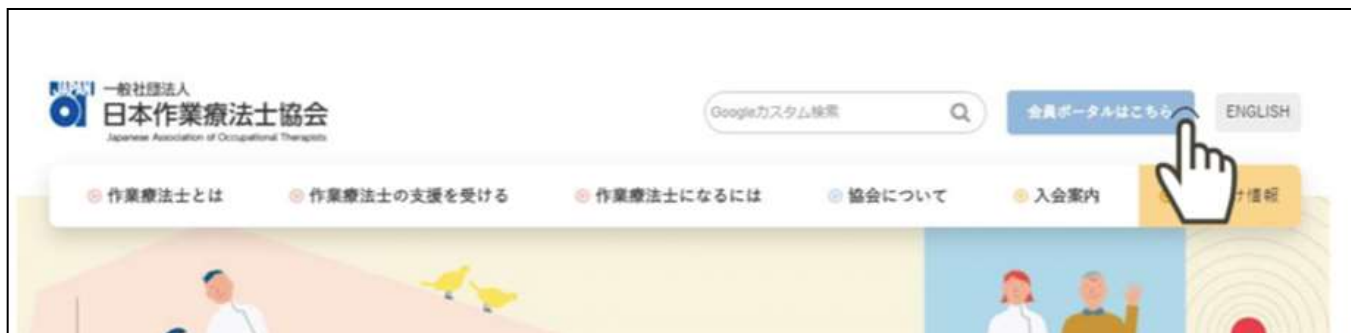 JAPAN
一般社団法人
日本作業療法士協会
Japanese Association of Occupational Therapists
Googleカスタム検索
会員ポータルはこちら
ENGLISH
作業療法士とは
作業療法士の支援を受ける
作業療法士になるには
協会について
入会案内
け情報